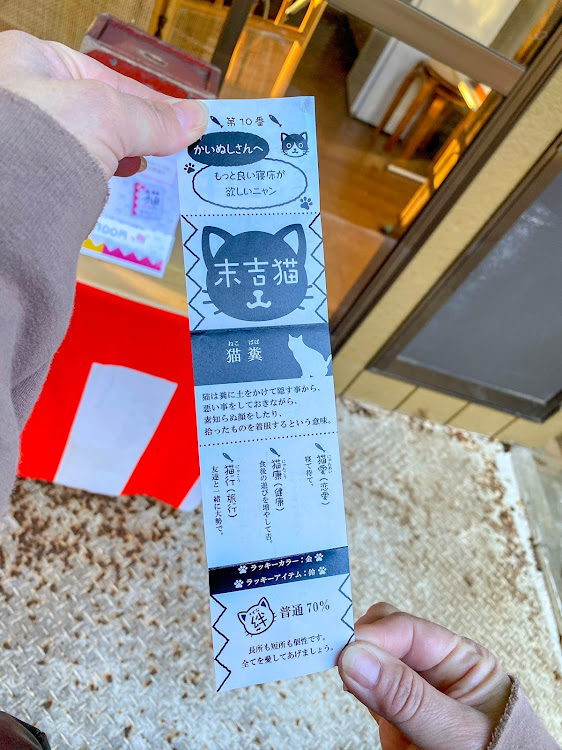 第10番
かいぬしさんへ
もっと良い寝床が
欲しいニャン
末吉猫
ねこ ばば
猫糞
猫は糞に土をかけて隠す事から、
悪い事をしておきながら、
素知らぬ顔をしたり、
拾ったものを着服するという意味。
猫愛(恋愛)
寝て待て。
猫康(健康)
食後の遊びを増やして吉。
猫行(旅行)
友達と一緒に大勢で。
ラッキーカラー：金
ラッキーアイテム：鈴
絆
普通70%
長所も短所も個性です。
全てを愛してあげましょう。